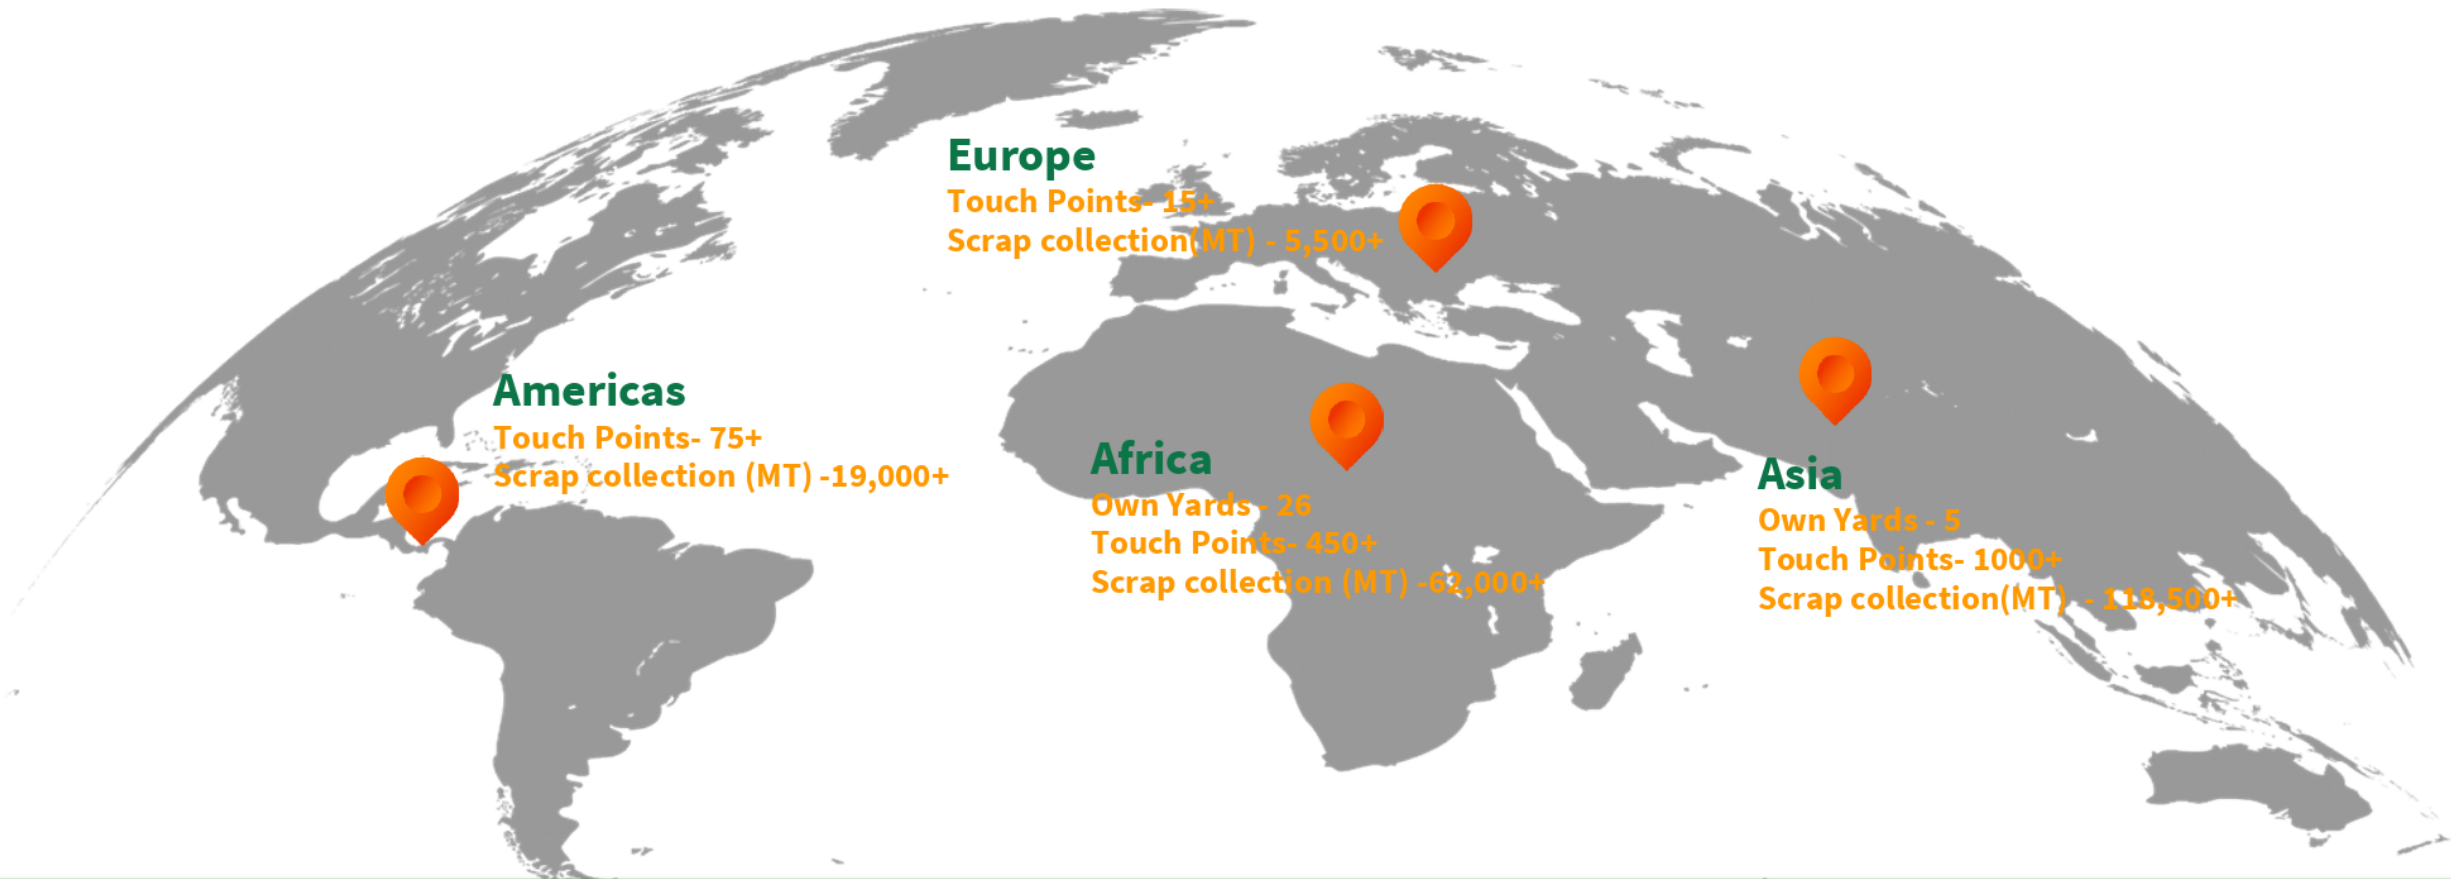 Europe
Touch Points- 15+
Scrap collection(MT) - 5,500+
Americas
Touch Points- 75+
Scrap collection (MT) -19,000+
Africa
Own Yards - 26
Touch Points- 450+
Scrap collection (MT) -62,000+
Asia
Own Yards - 5
Touch Points- 1000+
Scrap collection(MT)  - 118,500+